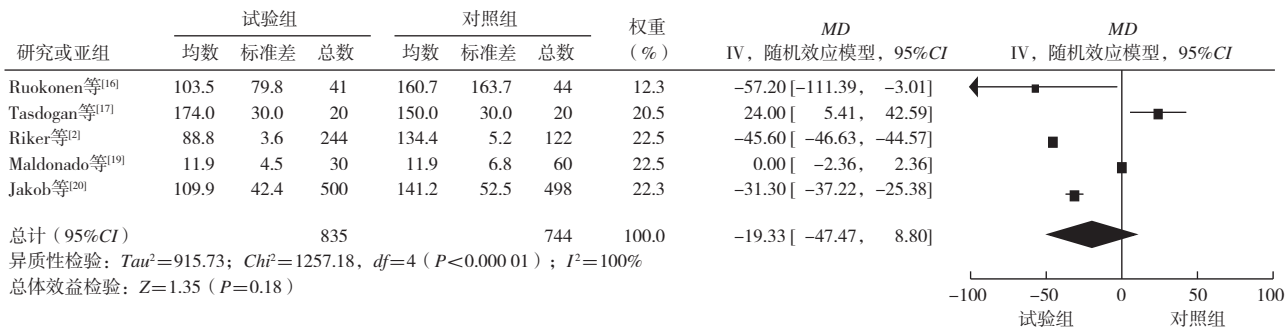 试验组 对照组 权重 MD MD
研究或亚组 均数 标准差 总数 均数 标准差 总数 （%） IV，随机效应模型，95%CI IV，随机效应模型，95%CI
Ruokonen等[16] 103.5 79.8 41 160.7 163.7 44 12.3 −57.20 [−111.39， −3.01]
Tasdogan等[17] 174.0 30.0 20 150.0 30.0 20 20.5 24.00 [ 5.41， 42.59]
Riker等[2] 88.8 3.6 244 134.4 5.2 122 22.5 −45.60 [ −46.63， −44.57]
Maldonado等[19] 11.9 4.5 30 11.9 6.8 60 22.5 0.00 [ −2.36， 2.36]
Jakob等[20] 109.9 42.4 500 141.2 52.5 498 22.3 −31.30 [ −37.22， −25.38]
总计（95%CI） 835 744 100.0 −19.33 [ −47.47， 8.80]
异质性检验：Tau²=915.73；Chi²=1257.18，df=4（P<0.000 01）；I²=100%
总体效益检验：Z=1.35（P=0.18）
−100 −50 0 50 100
试验组 对照组